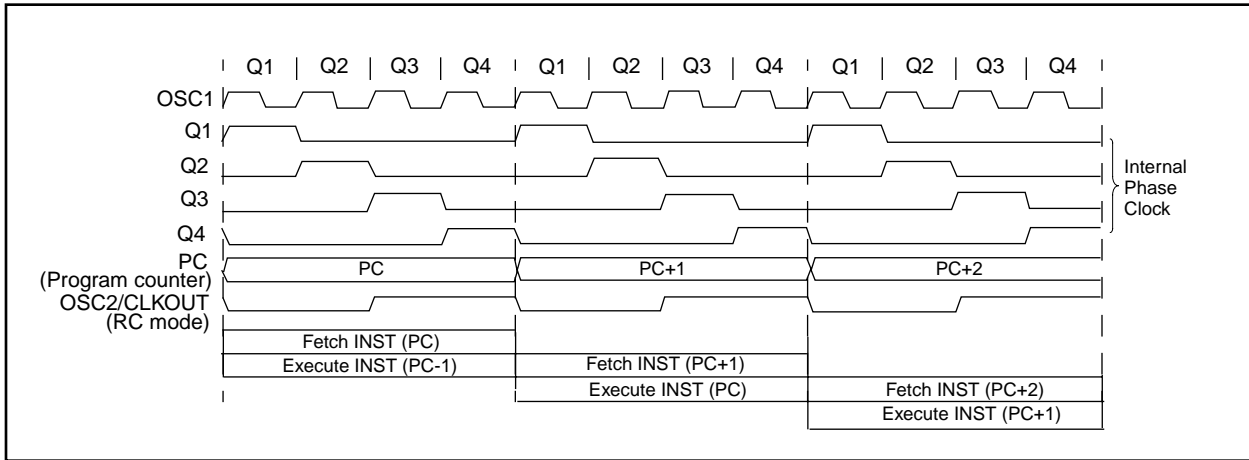 Q1 Q2 Q3 Q4 Q1 Q2 Q3 Q4 Q1 Q2 Q3 Q4
OSC1
Q1
Q2
Q3
Q4
Internal
Phase
Clock
PC
(Program counter)
PC PC+1 PC+2
OSC2/CLKOUT
(RC mode)
Fetch INST (PC)
Execute INST (PC-1) Fetch INST (PC+1)
Execute INST (PC) Fetch INST (PC+2)
Execute INST (PC+1)